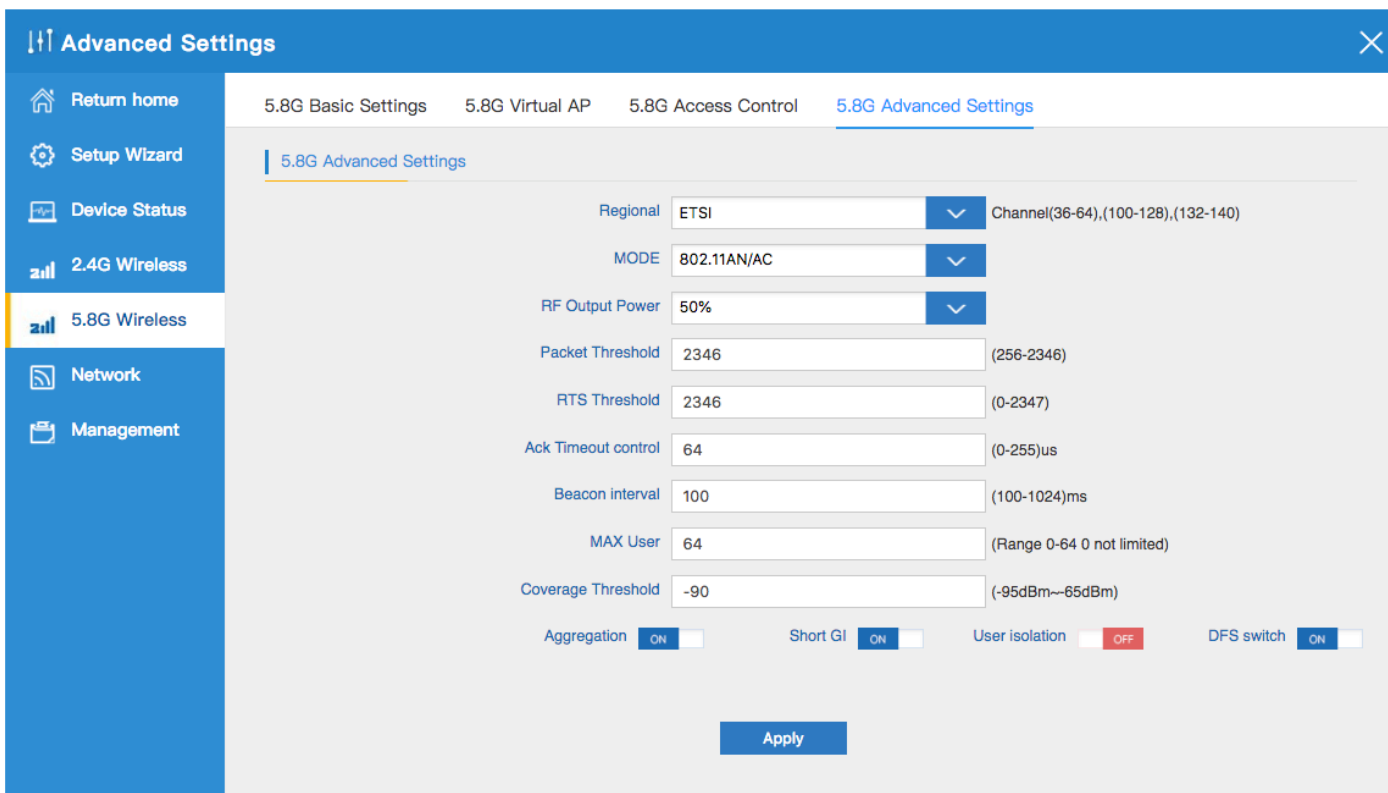 Advanced Settings
Return home
Setup Wizard
Device Status
2.4G Wireless
5.8G Wireless
Network
Management
5.8G Basic Settings 5.8G Virtual AP 5.8G Access Control 5.8G Advanced Settings
5.8G Advanced Settings
Regional ETSI Channel(36-64),(100-128),(132-140)
MODE 802.11AN/AC
RF Output Power 50%
Packet Threshold 2346 (256-2346)
RTS Threshold 2346 (0-2347)
Ack Timeout control 64 (0-255)us
Beacon interval 100 (100-1024)ms
MAX User 64 (Range 0-64 0 not limited)
Coverage Threshold -90 (-95dBm~-65dBm)
Aggregation ON Short GI ON User isolation OFF DFS switch ON
Apply